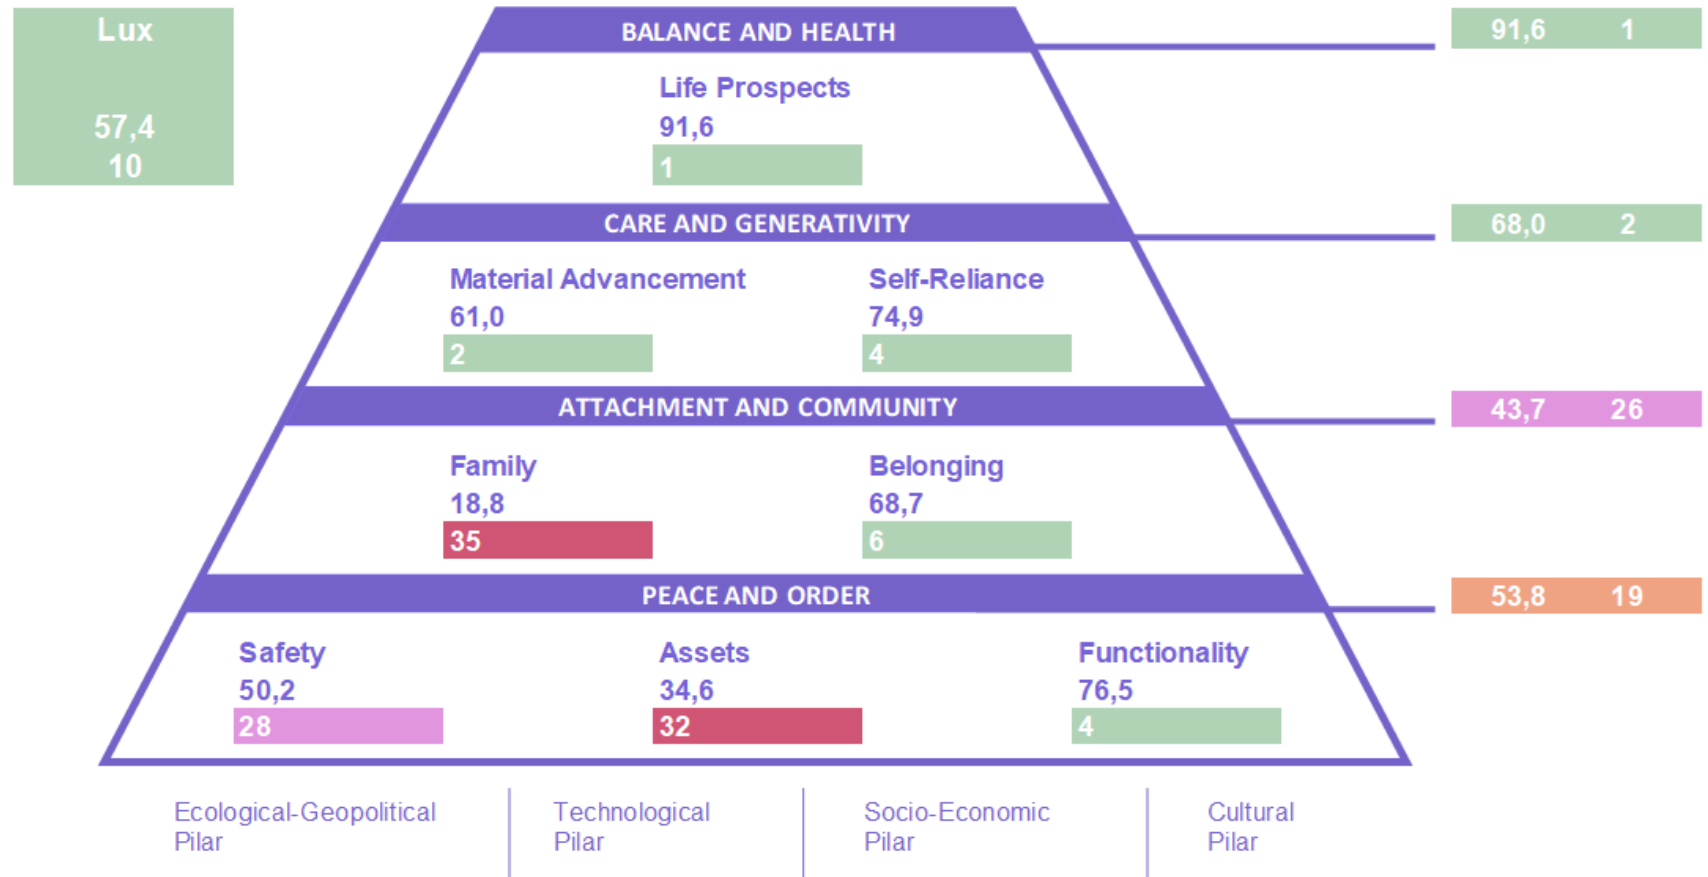 Lux
57,4
10
BALANCE AND HEALTH
91,6 1
Life Prospects
91,6
1
CARE AND GENERATIVITY
68,0 2
Material Advancement
61,0
2
Self-Reliance
74,9
4
ATTACHMENT AND COMMUNITY
43,7 26
Family
18,8
35
Belonging
68,7
6
PEACE AND ORDER
53,8 19
Safety
50,2
28
Assets
34,6
32
Functionality
76,5
4
Ecological-Geopolitical
Pilar
Technological
Pilar
Socio-Economic
Pilar
Cultural
Pilar